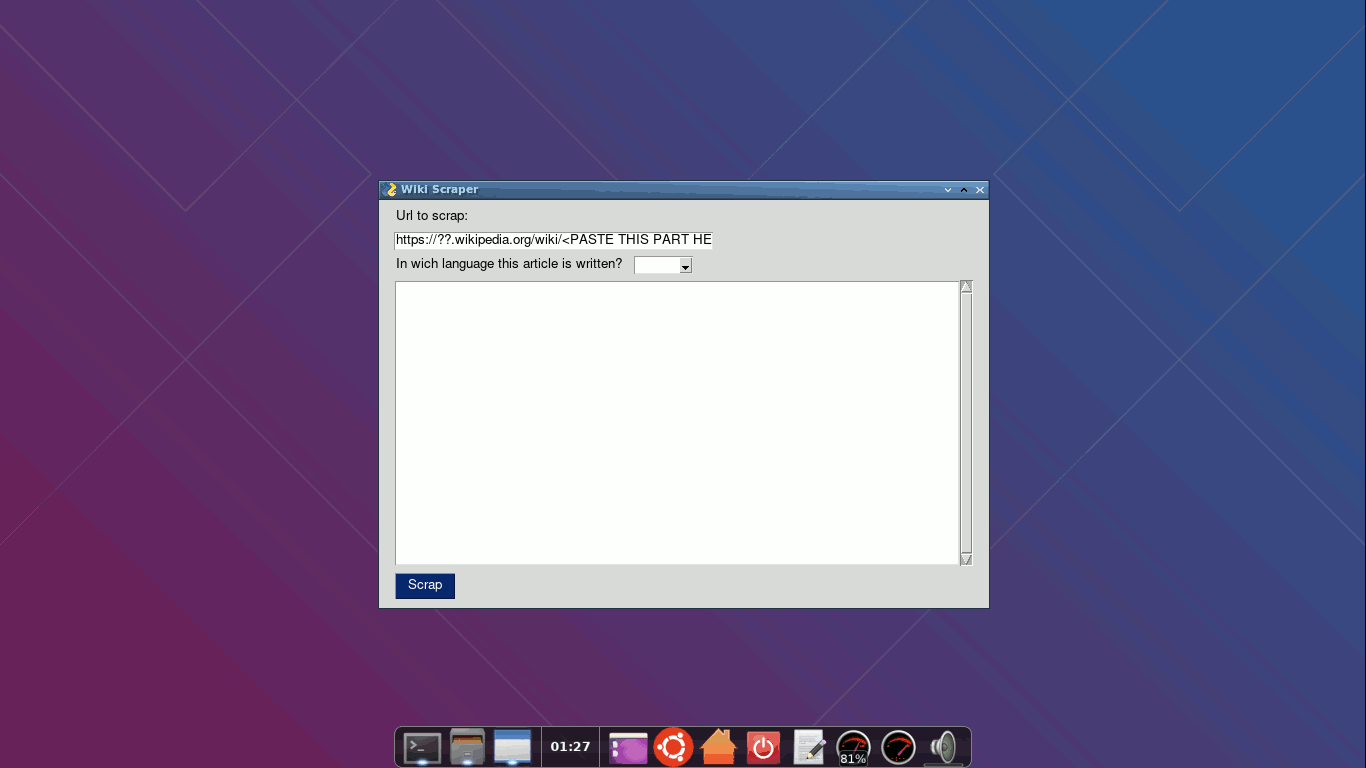 Wiki Scraper
Url to scrap:
https://??.wikipedia.org/wiki/<PASTE THIS PART HE
In wich language this article is written?
Scrap
>_
01:27
81%